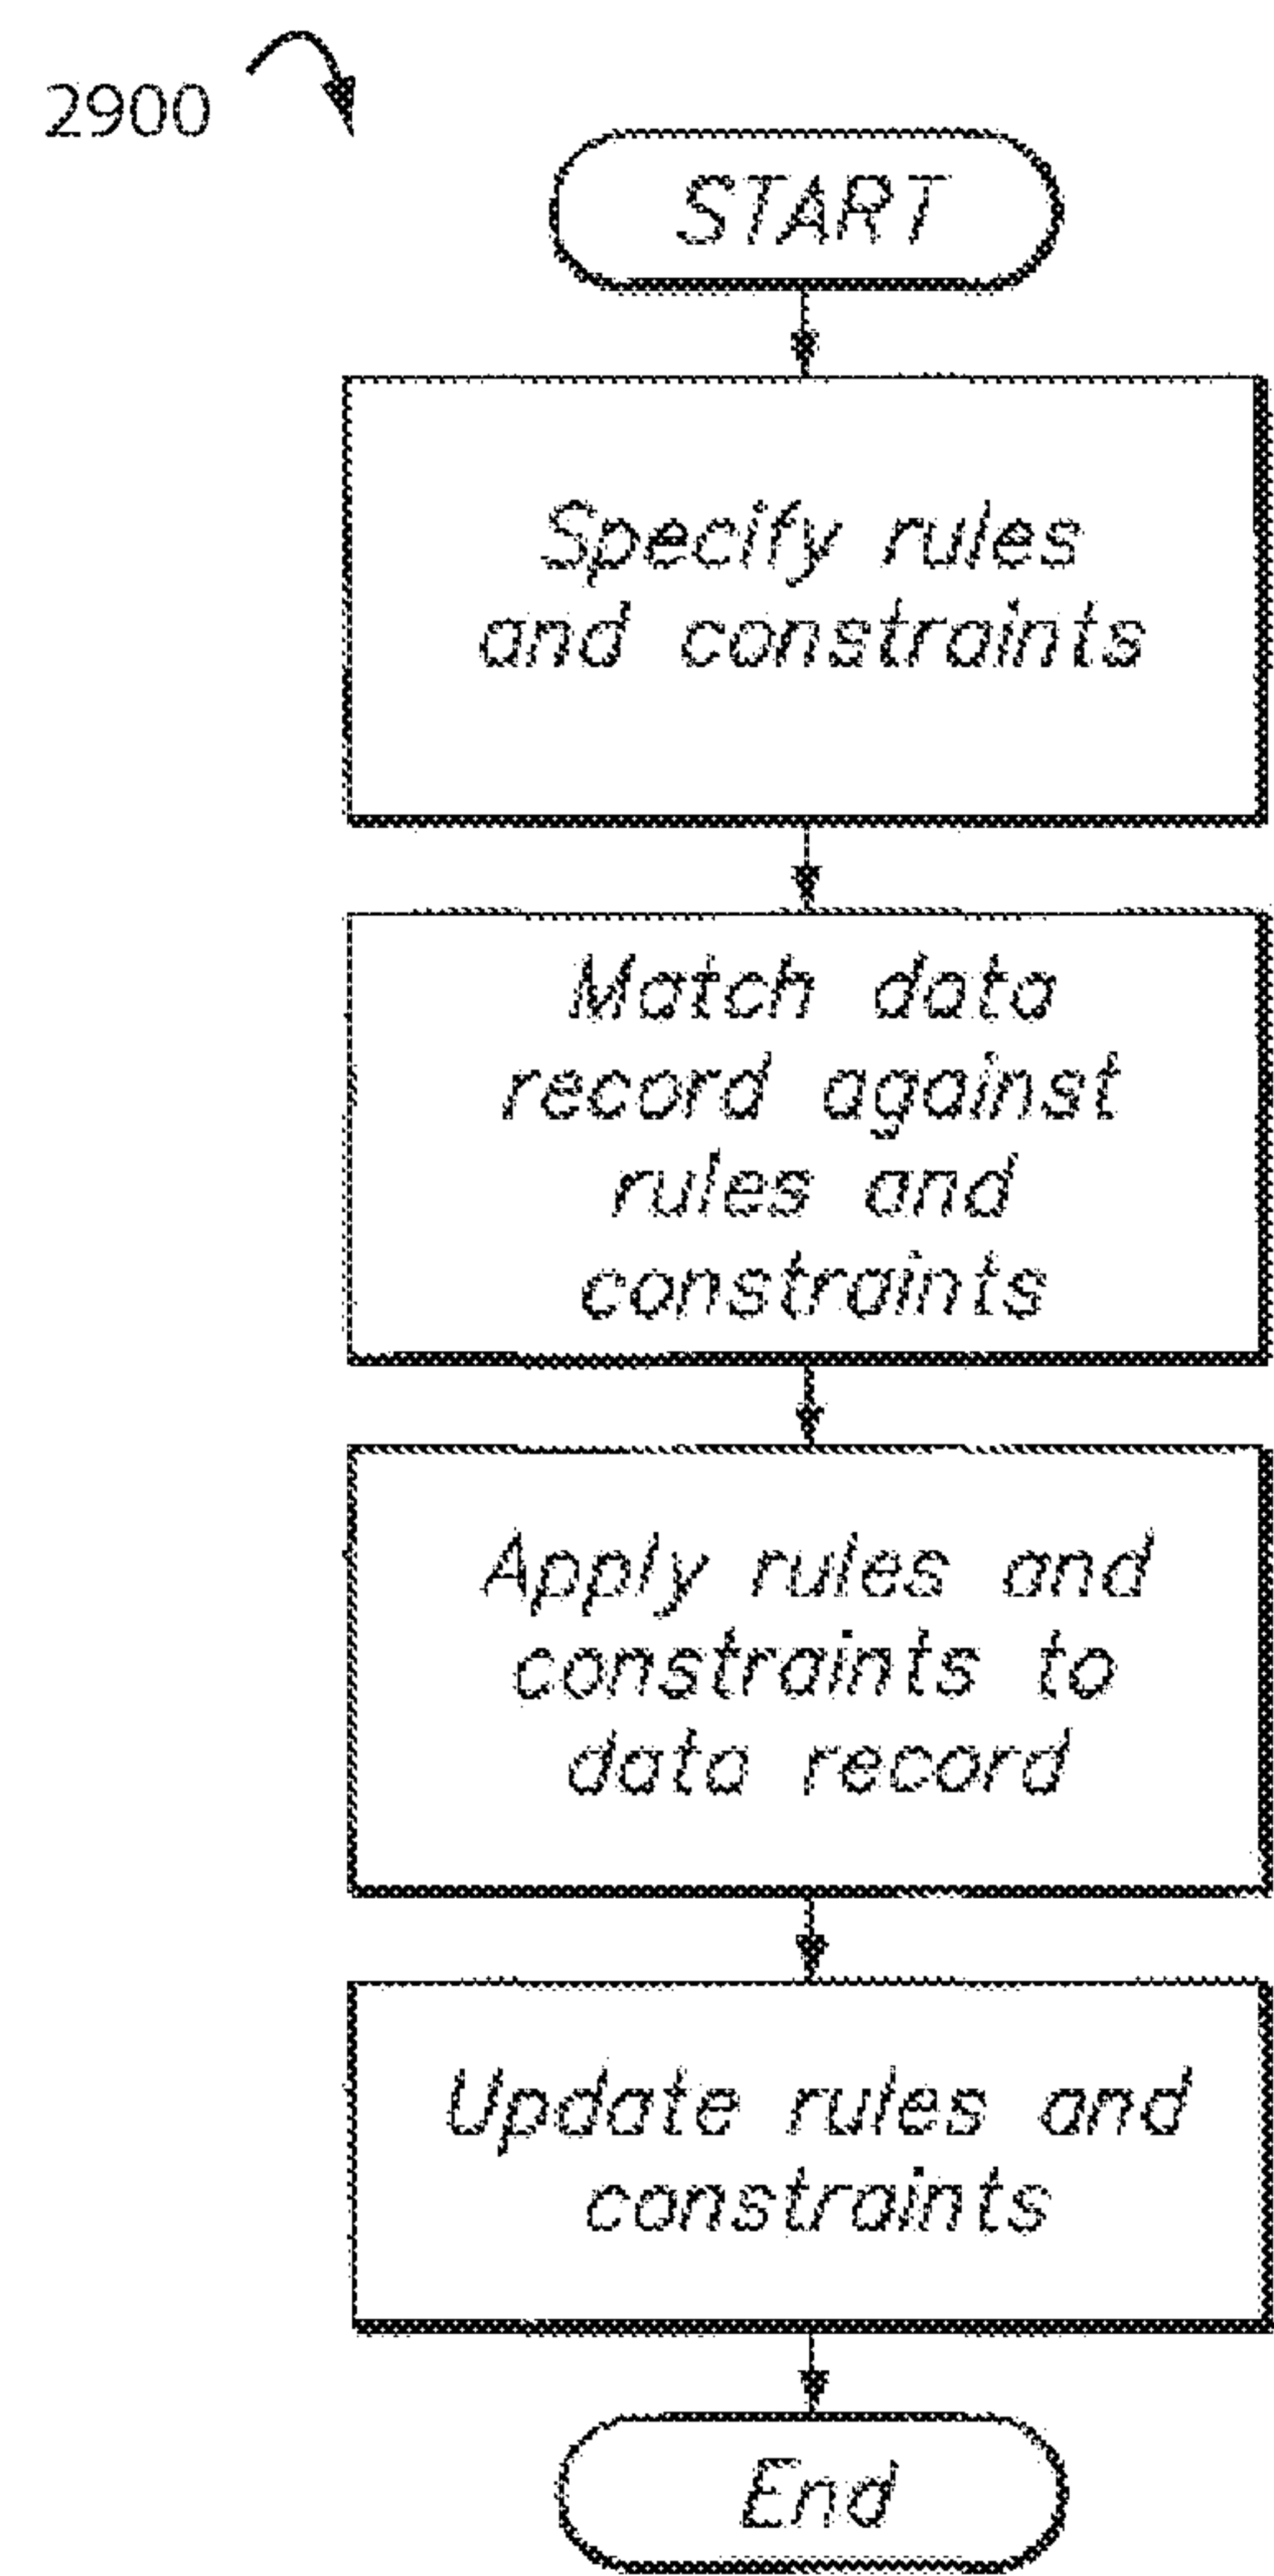 2900
START
Specify rules
and constraints
Match data
record against
rules and
constraints
Apply rules and
constraints to
data record
Update rules and
constraints
End